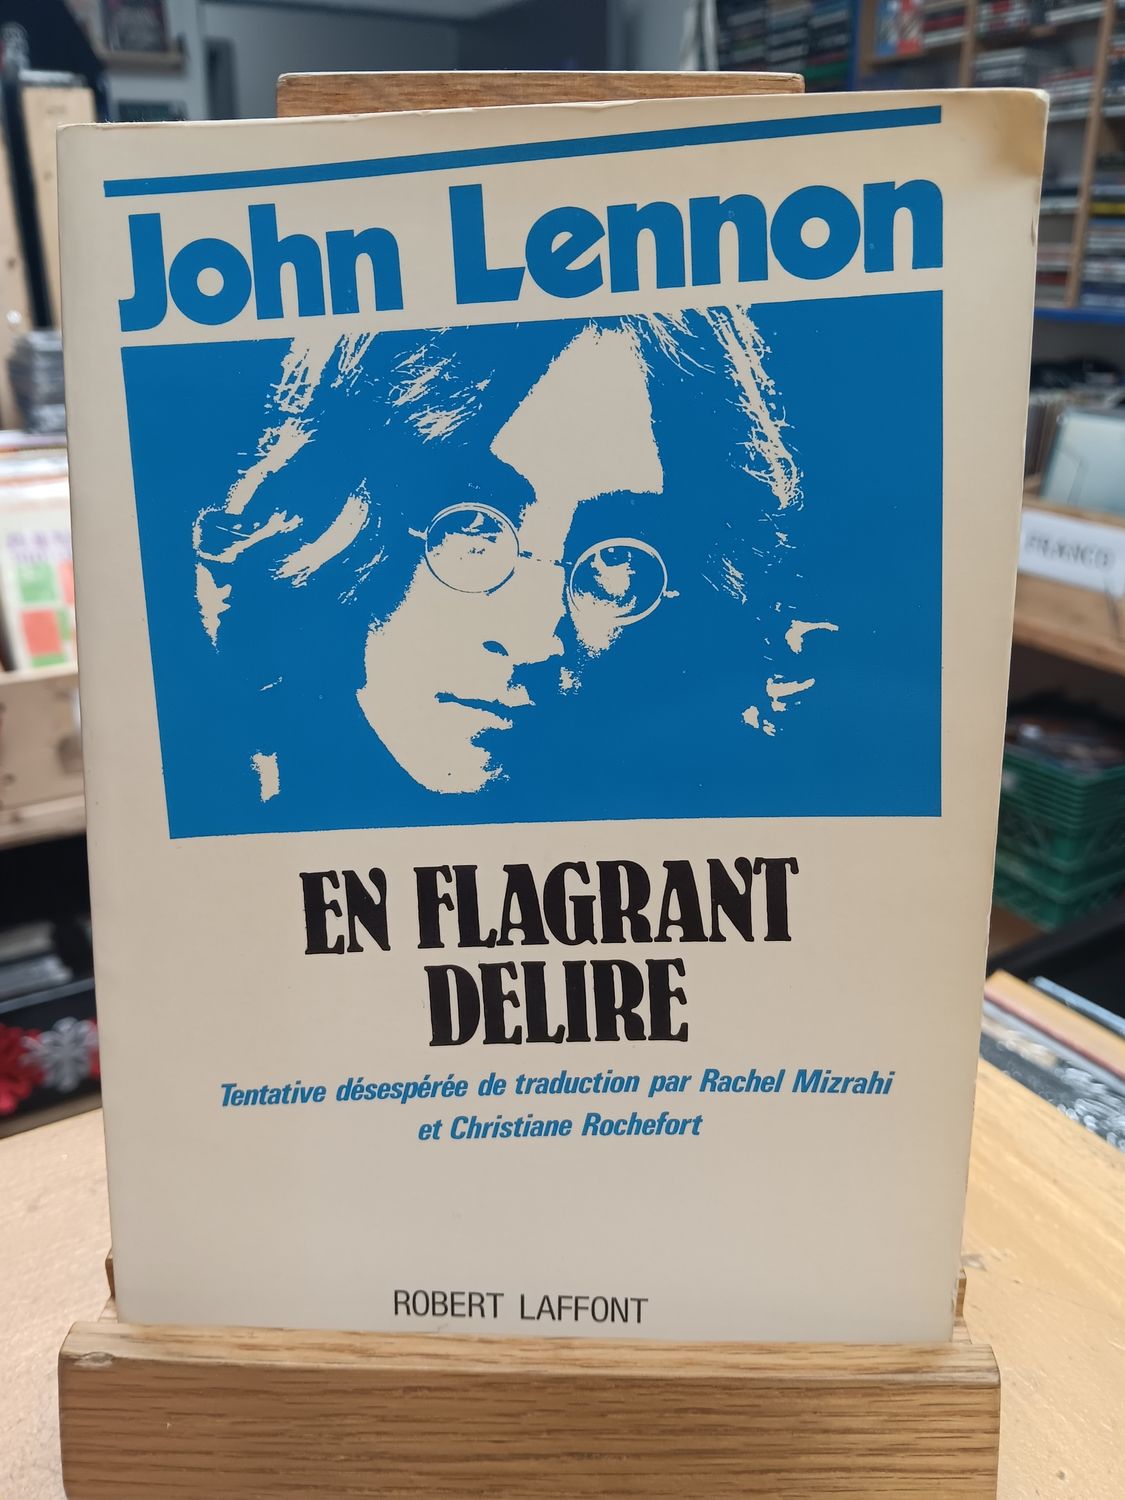 John Lennon
EN FLAGRANT
DELIRE
Tentative désespérée de traduction par Rachel Mizrahi
et Christiane Rochefort
ROBERT LAFFONT